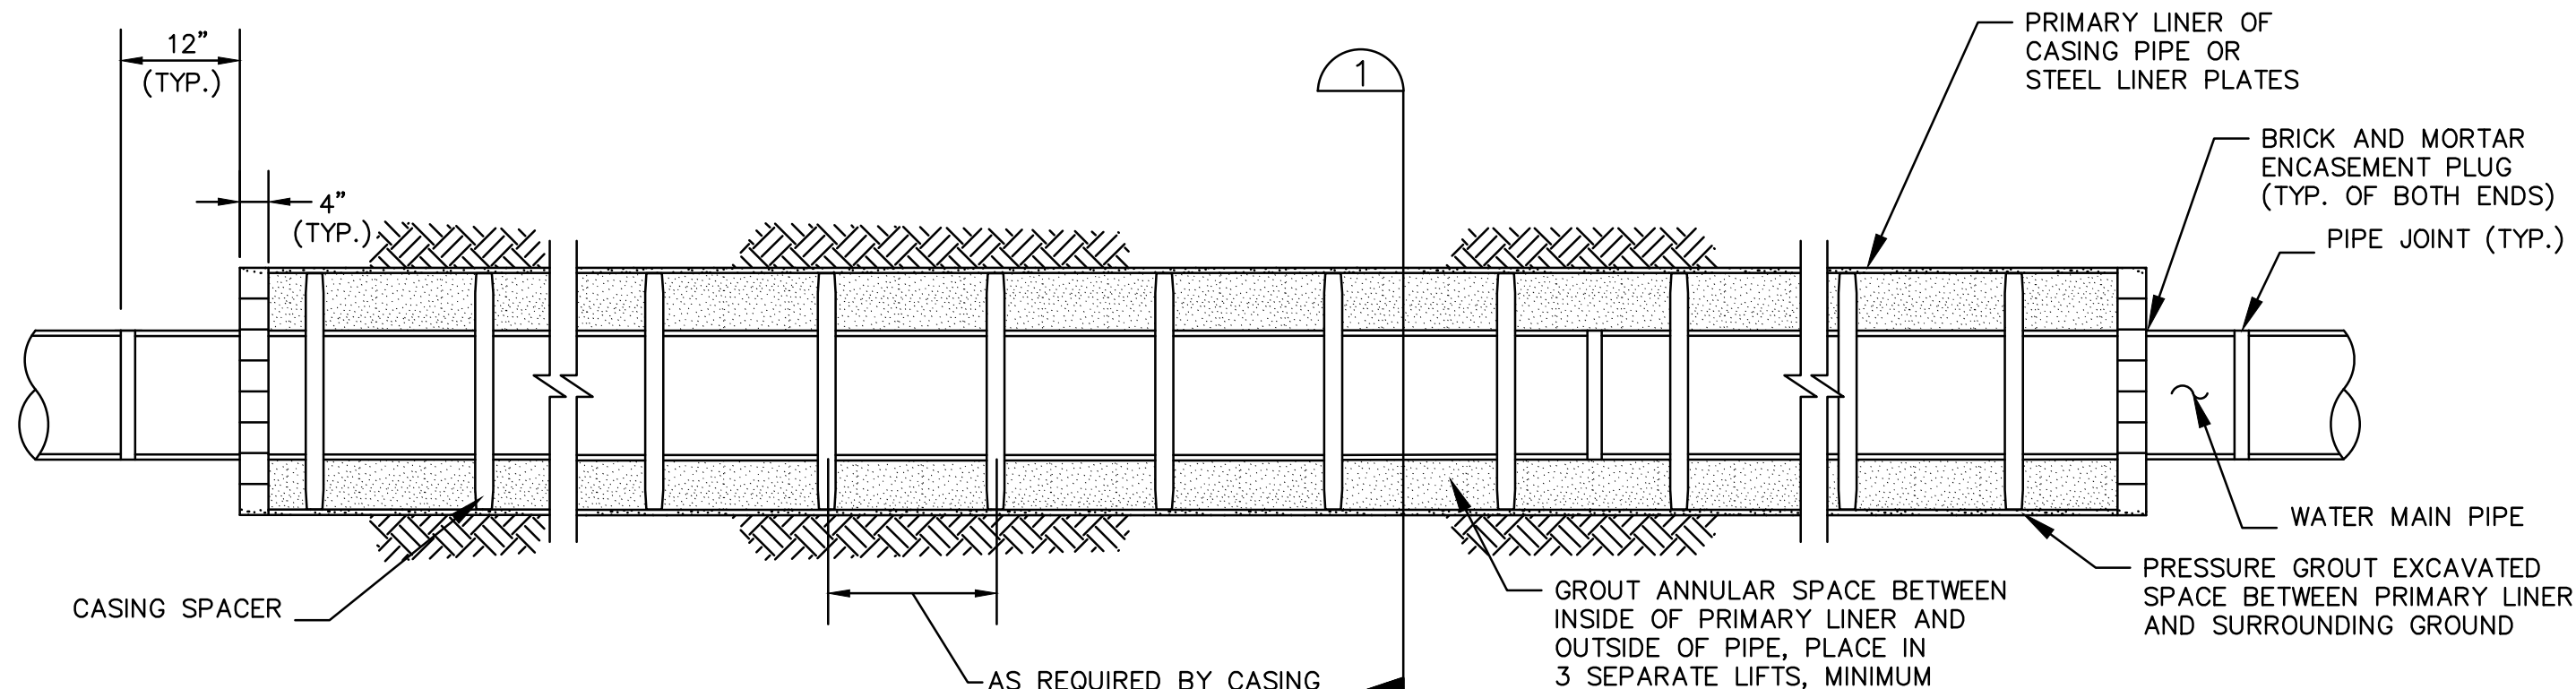 12"
(TYP.)
4"
(TYP.)
1
PRIMARY LINER OF
CASING PIPE OR
STEEL LINER PLATES
BRICK AND MORTAR
ENCASEMENT PLUG
(TYP. OF BOTH ENDS)
PIPE JOINT (TYP.)
WATER MAIN PIPE
PRESSURE GROUT EXCAVATED
SPACE BETWEEN PRIMARY LINER
AND SURROUNDING GROUND
GROUT ANNULAR SPACE BETWEEN
INSIDE OF PRIMARY LINER AND
OUTSIDE OF PIPE, PLACE IN
3 SEPARATE LIFTS, MINIMUM
CASING SPACER
AS REQUIRED BY CASING